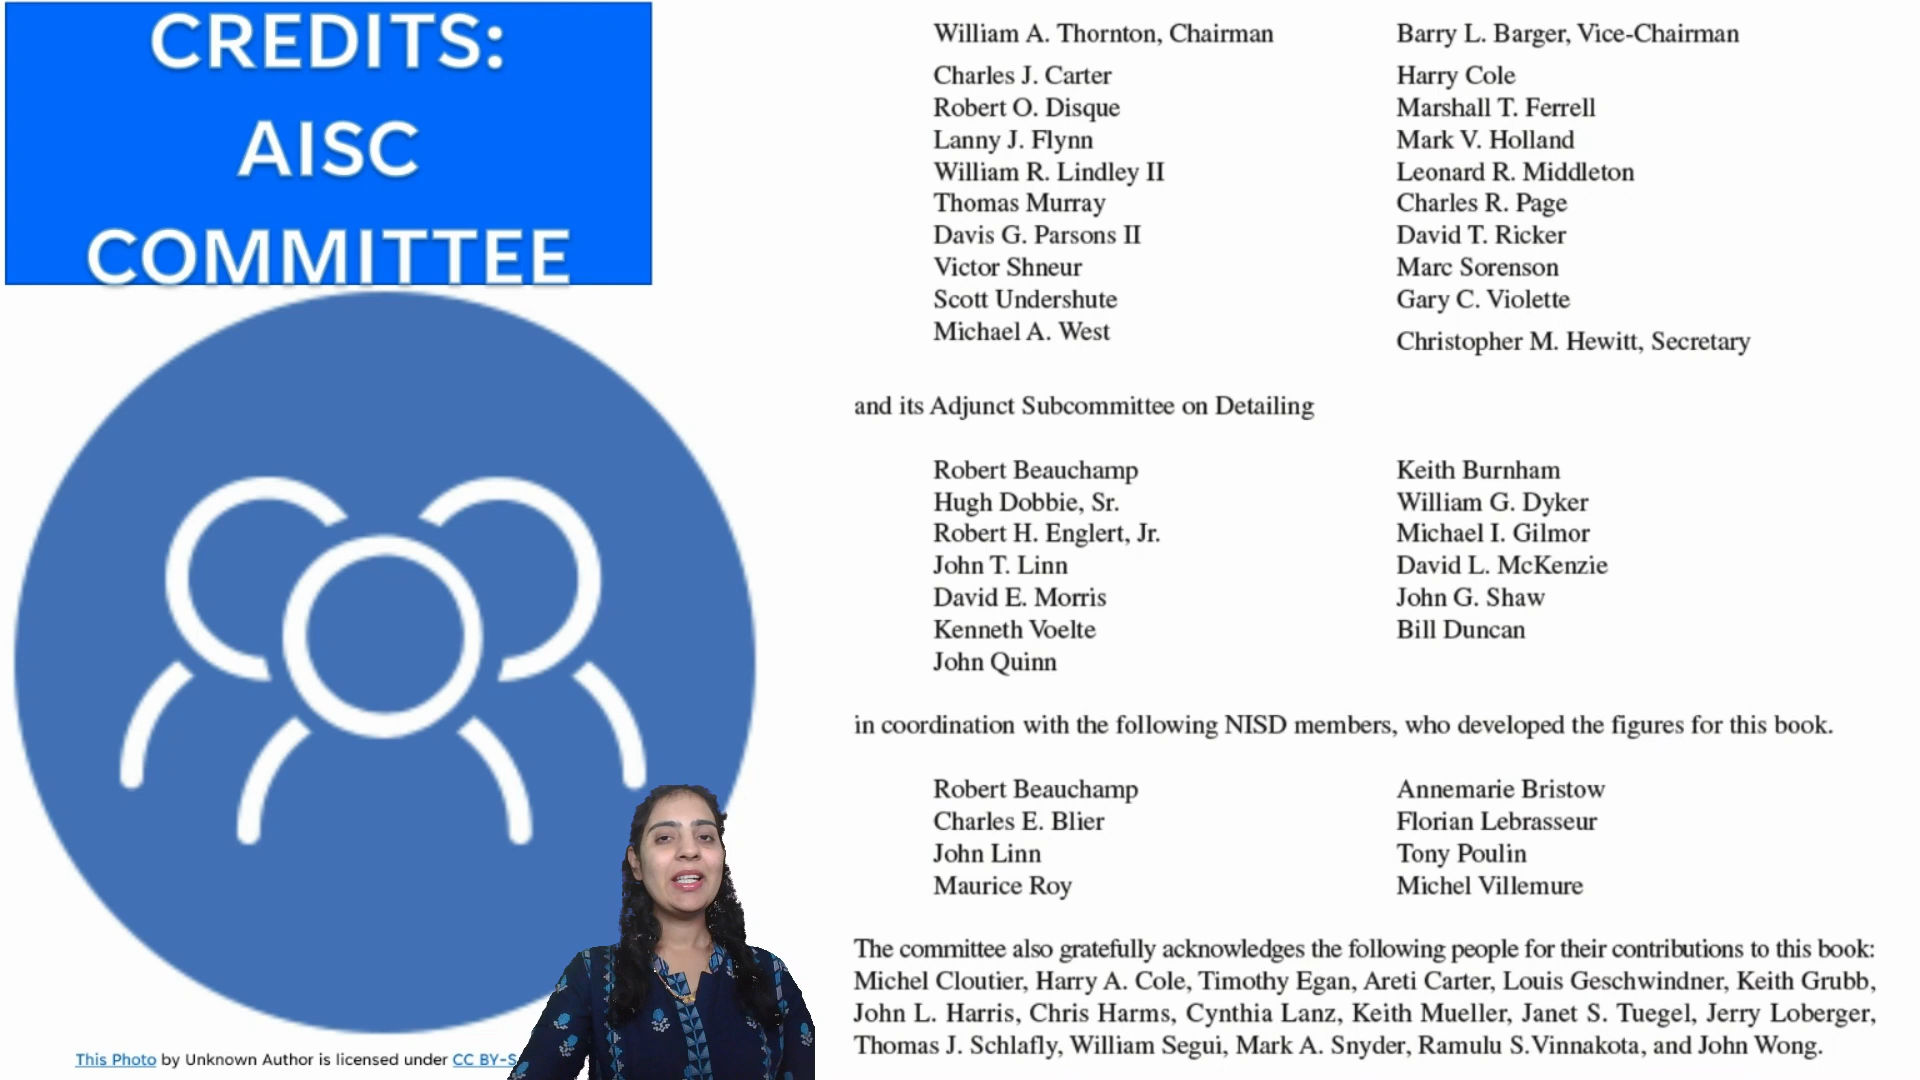 CREDITS:
AISC
COMMITTEE
This Photo by Unknown Author is licensed under CC BY-S
William A. Thornton, Chairman
Barry L. Barger, Vice-Chairman
Charles J. Carter
Harry Cole
Robert O. Disque
Marshall T. Ferrell
Lanny J. Flynn
Mark V. Holland
William R. Lindley II
Leonard R. Middleton
Thomas Murray
Charles R. Page
Davis G. Parsons II
David T. Ricker
Victor Shneur
Marc Sorenson
Scott Undershute
Gary C. Violette
Michael A. West
Christopher M. Hewitt, Secretary
and its Adjunct Subcommittee on Detailing
Robert Beauchamp
Keith Burnham
Hugh Dobbie, Sr.
William G. Dyker
Robert H. Englert, Jr.
Michael I. Gilmor
John T. Linn
David L. McKenzie
David E. Morris
John G. Shaw
Kenneth Voelte
Bill Duncan
John Quinn
in coordination with the following NISD members, who developed the figures for this book.
Robert Beauchamp
Annemarie Bristow
Charles E. Blier
Florian Lebrasseur
John Linn
Tony Poulin
Maurice Roy
Michel Villemure
The committee also gratefully acknowledges the following people for their contributions to this book:
Michel Cloutier, Harry A. Cole, Timothy Egan, Areti Carter, Louis Geschwindner, Keith Grubb,
John L. Harris, Chris Harms, Cynthia Lanz, Keith Mueller, Janet S. Tuegel, Jerry Loberger,
Thomas J. Schlafly, William Segui, Mark A. Snyder, Ramulu S.Vinnakota, and John Wong.